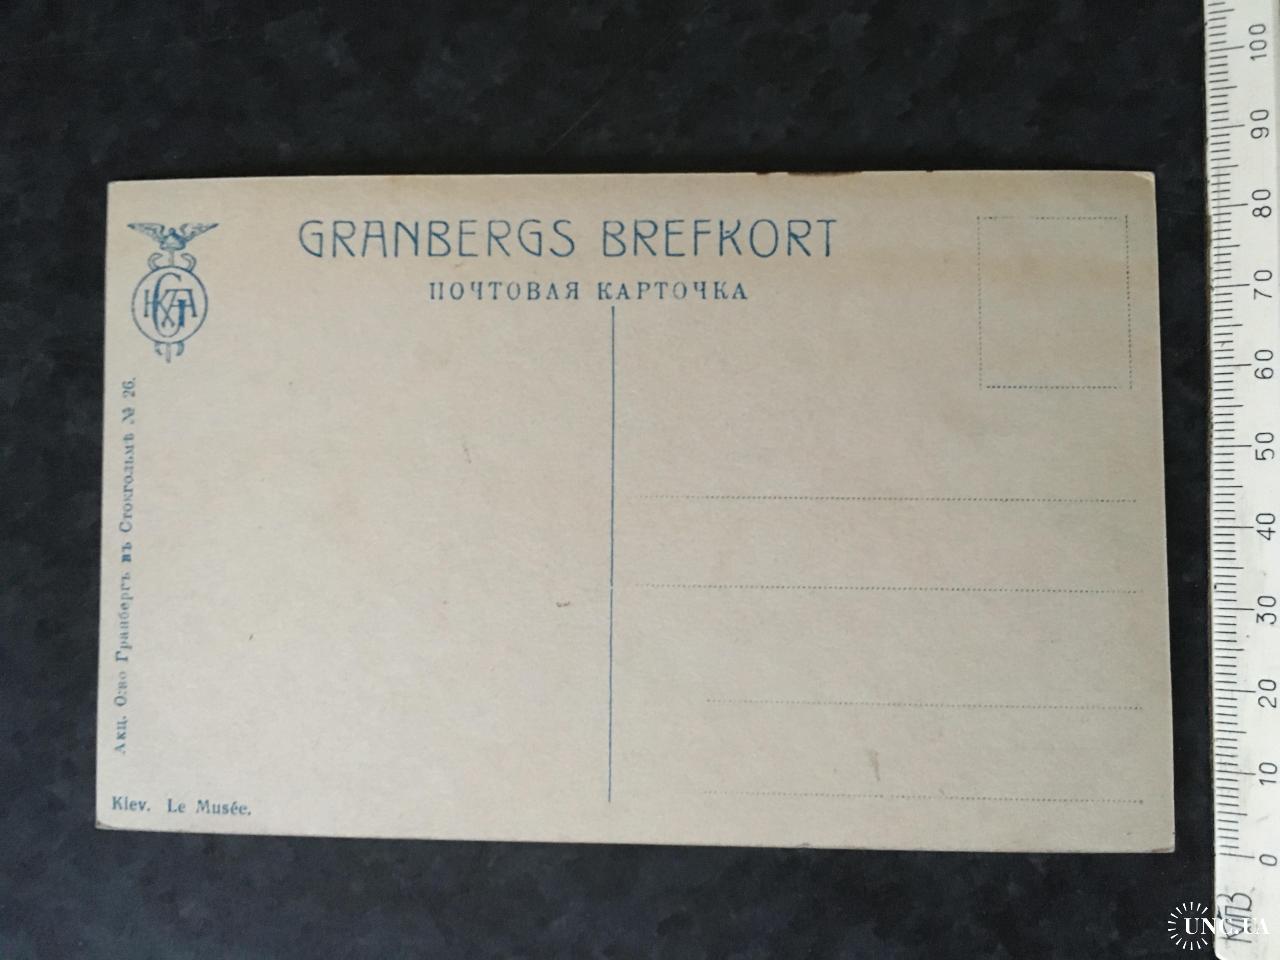 GRANBERGS BREFKORT
ПОЧТОВАЯ КАРТОЧКА
Акц. О:во Гранбергъ въ Стокгольмѣ № 26.
Kiev. Le Musée.
100
90
80
70
60
50
40
30
20
10
0
UNC.UA